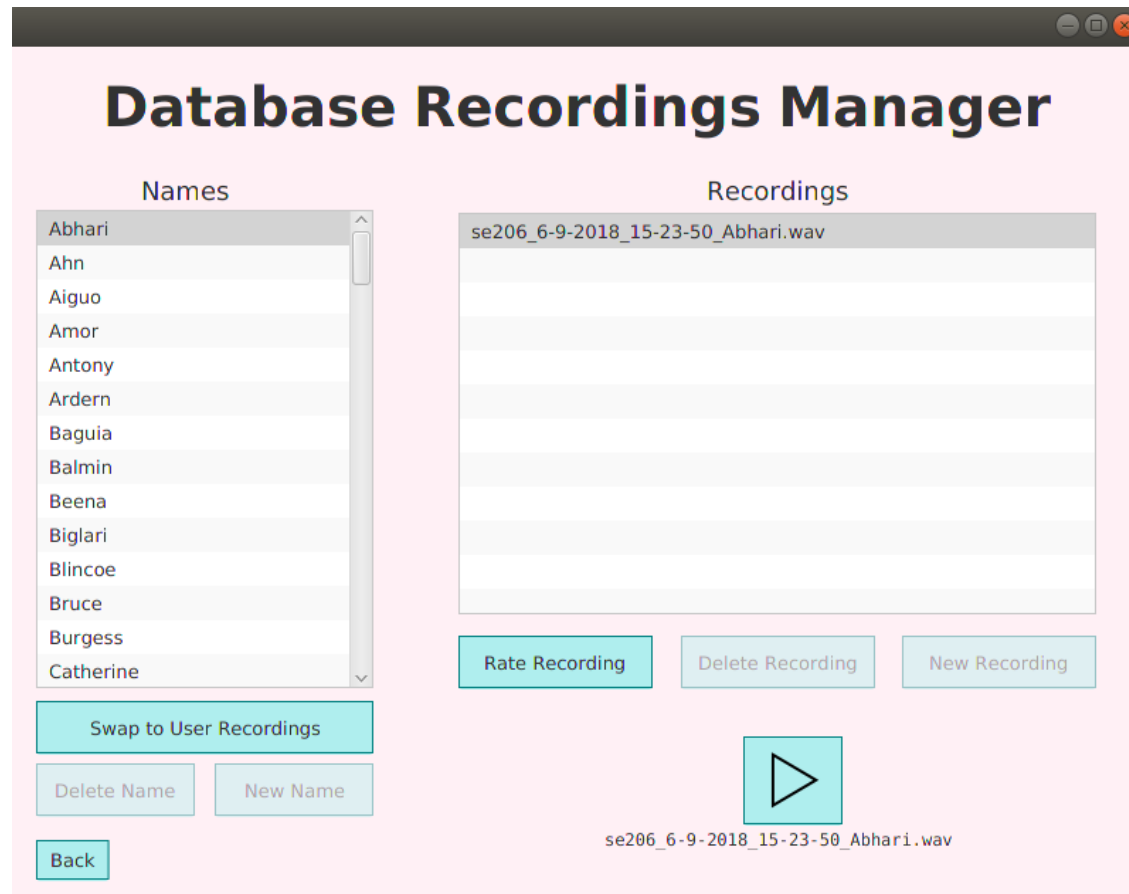 Database Recordings Manager
Names
Abhari
Ahn
Aiguo
Amor
Antony
Ardern
Baguia
Balmin
Beena
Biglari
Blincoe
Bruce
Burgess
Catherine
Swap to User Recordings
Delete Name
New Name
Back
Recordings
se206_6-9-2018_15-23-50_Abhari.wav
Rate Recording
Delete Recording
New Recording
se206_6-9-2018_15-23-50_Abhari.wav